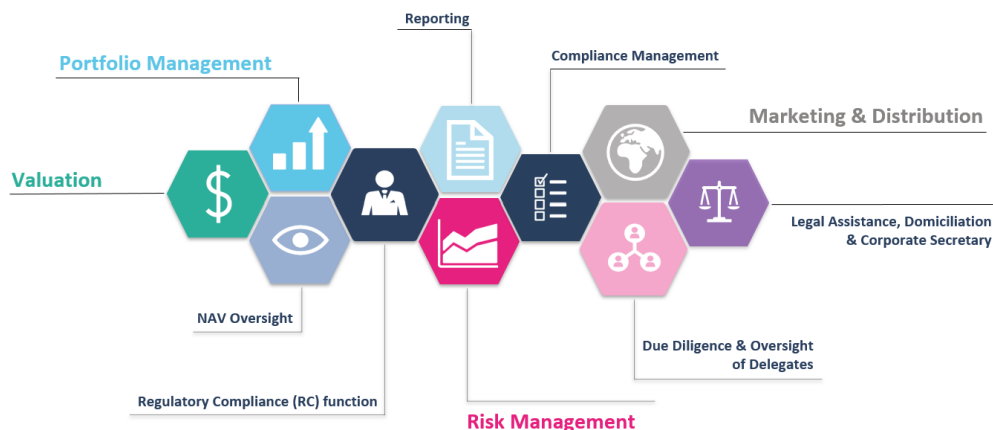 Reporting
Portfolio Management
Compliance Management
Marketing & Distribution
Valuation
Legal Assistance, Domiciliation
& Corporate Secretary
NAV Oversight
Due Diligence & Oversight
of Delegates
Regulatory Compliance (RC) function
Risk Management